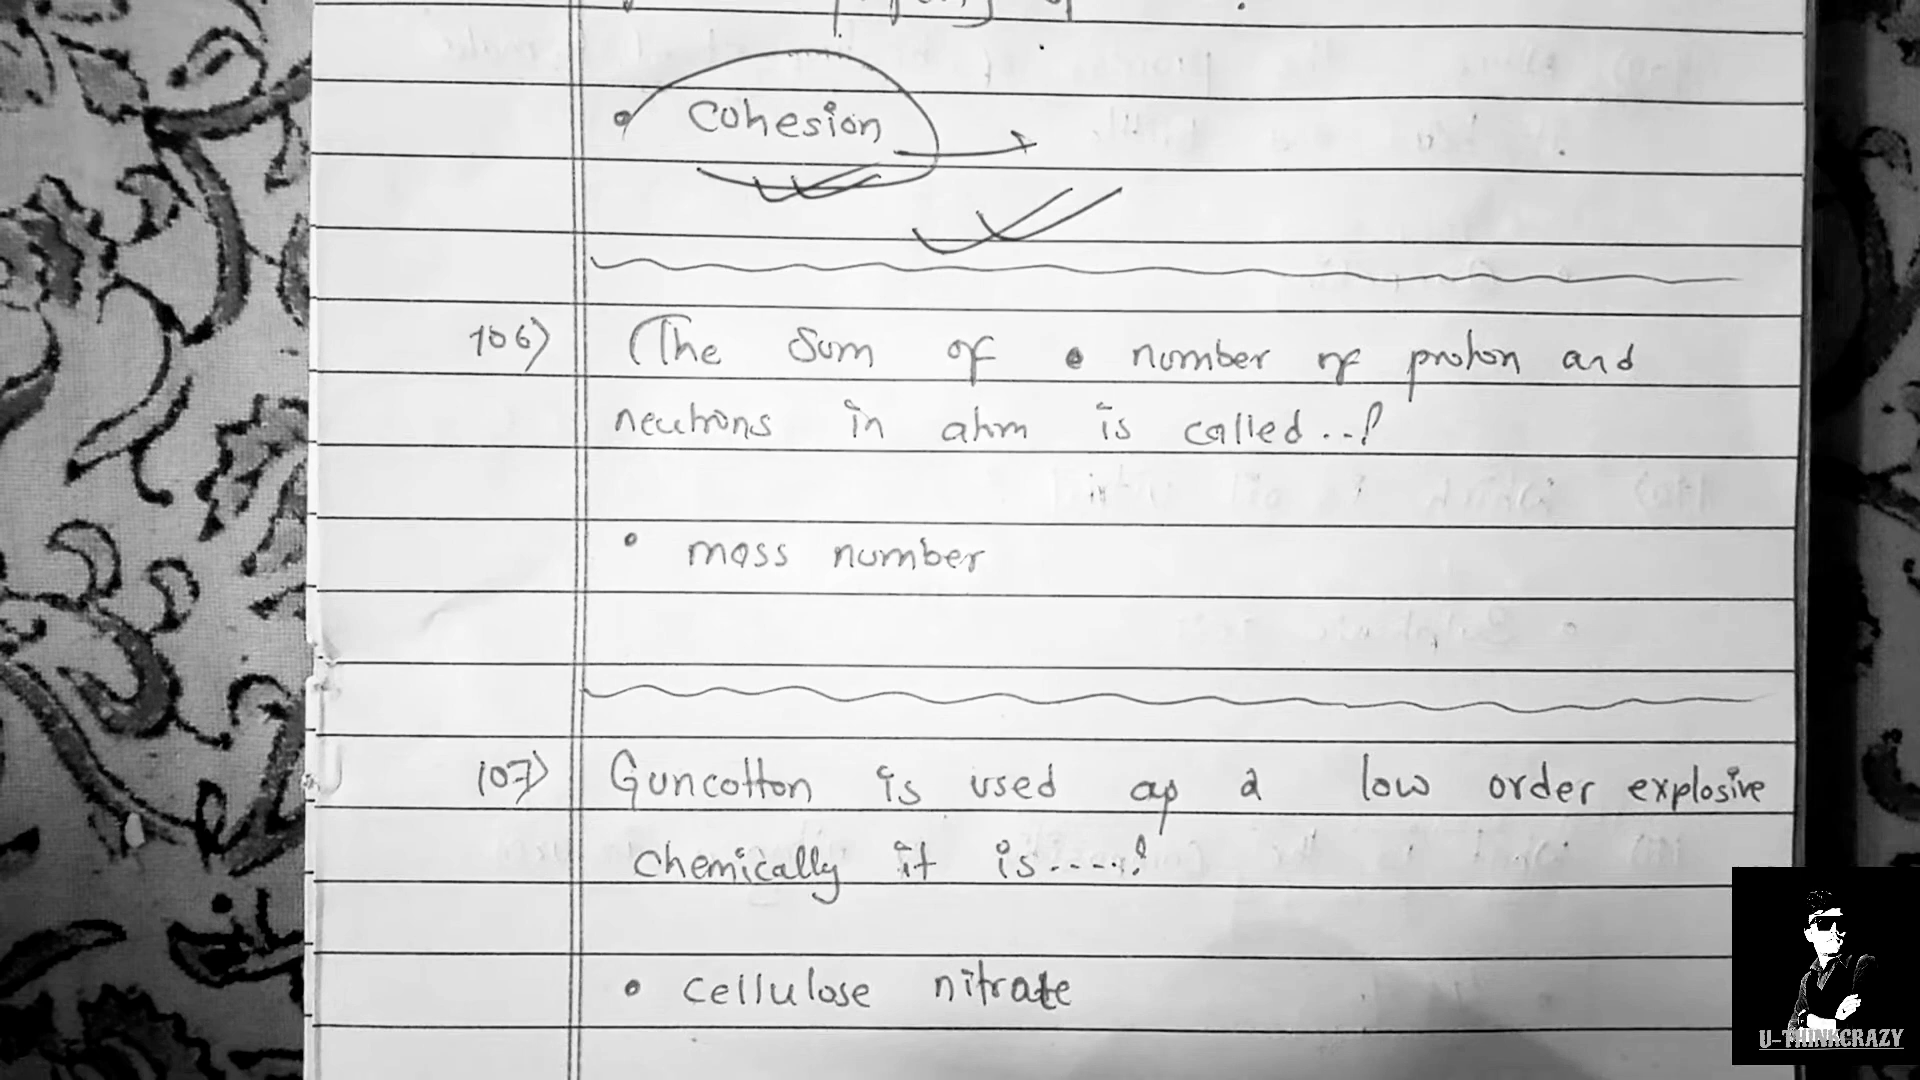 • Cohesion
106) The sum of • number of proton and
neutrons in atom is called..?
• mass number
107) Guncotton is used as a low order explosive
chemically it is.....?
• cellulose nitrate
U-THINKCRAZY